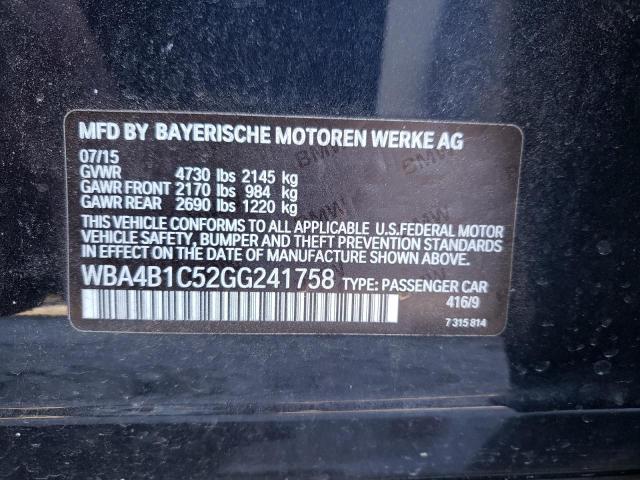 MFD BY BAYERISCHE MOTOREN WERKE AG
07/15
GVWR 4730 lbs 2145 kg
GAWR FRONT 2170 lbs 984 kg
GAWR REAR 2690 lbs 1220 kg
THIS VEHICLE CONFORMS TO ALL APPLICABLE U.S.FEDERAL MOTOR
VEHICLE SAFETY, BUMPER AND THEFT PREVENTION STANDARDS
IN EFFECT ON THE DATE OF MANUFACTURE SHOWN ABOVE.
WBA4B1C52GG241758 TYPE: PASSENGER CAR
416/9
7 315 814